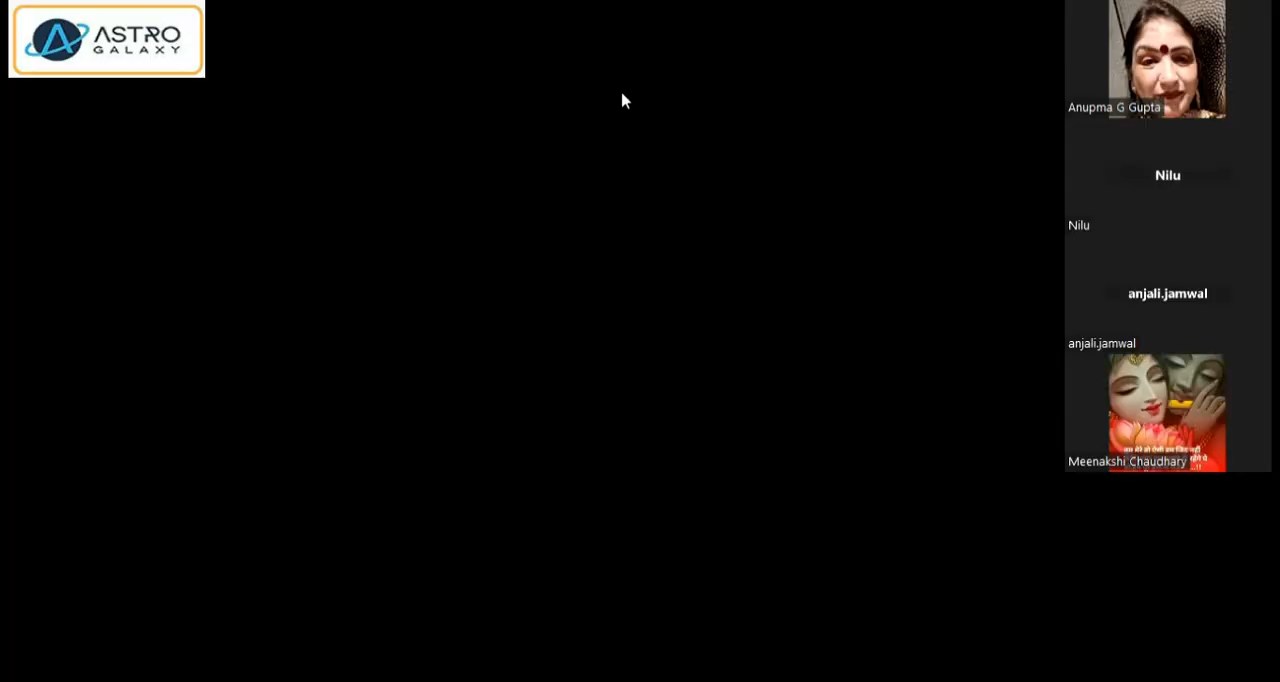 ASTRO
GALAXY
Anupma G Gupta
Nilu
Nilu
anjali.jamwal
anjali.jamwal
Meenakshi Chaudhary